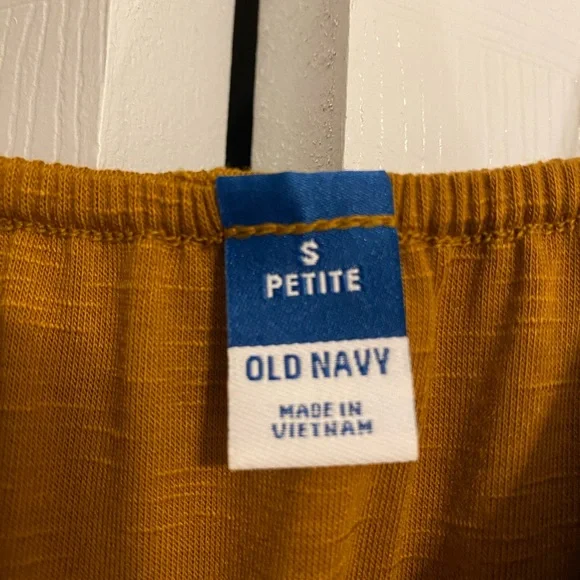 S
PETITE
OLD NAVY
MADE IN
VIETNAM